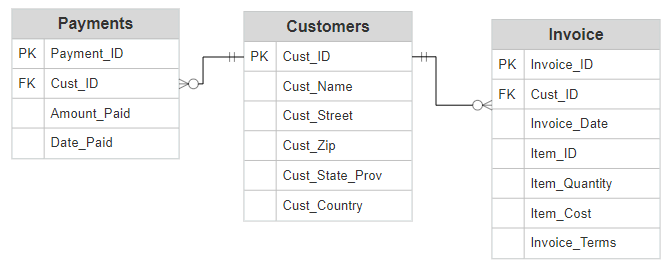 Payments
PK Payment_ID
FK Cust_ID
Amount_Paid
Date_Paid
Customers
PK Cust_ID
Cust_Name
Cust_Street
Cust_Zip
Cust_State_Prov
Cust_Country
Invoice
PK Invoice_ID
FK Cust_ID
Invoice_Date
Item_ID
Item_Quantity
Item_Cost
Invoice_Terms